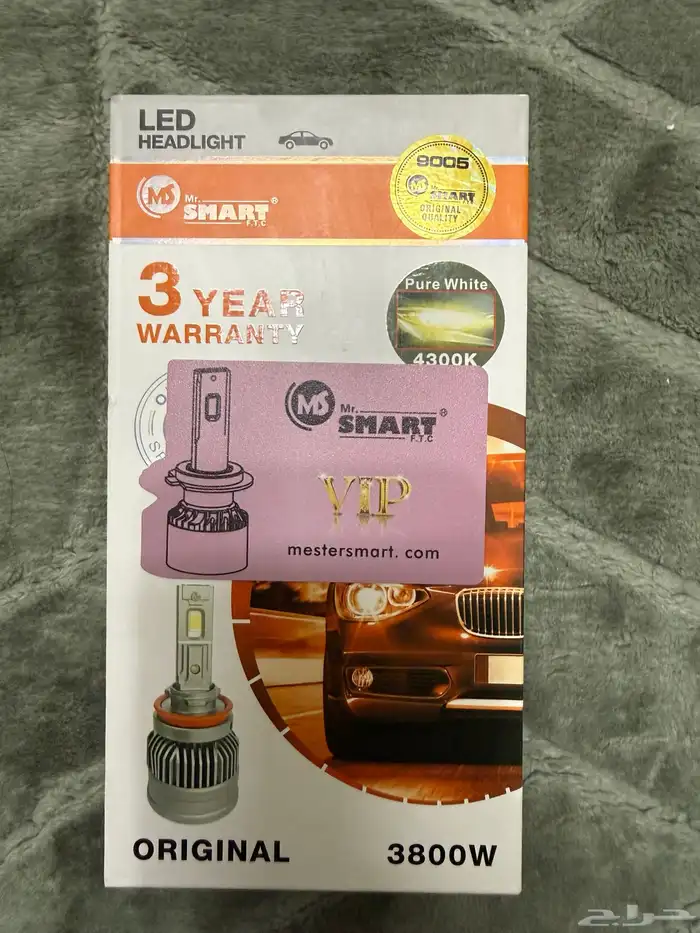 LED
HEADLIGHT
9005
MS Mr.
SMART
ORIGINAL
QUALITY
MS
Mr.
SMART®
F.T.C
3 YEAR
WARRANTY
Pure White
4300K
MS
Mr.
SMART®
F.T.C
VIP
mestersmart. com
ORIGINAL
3800W
حراج